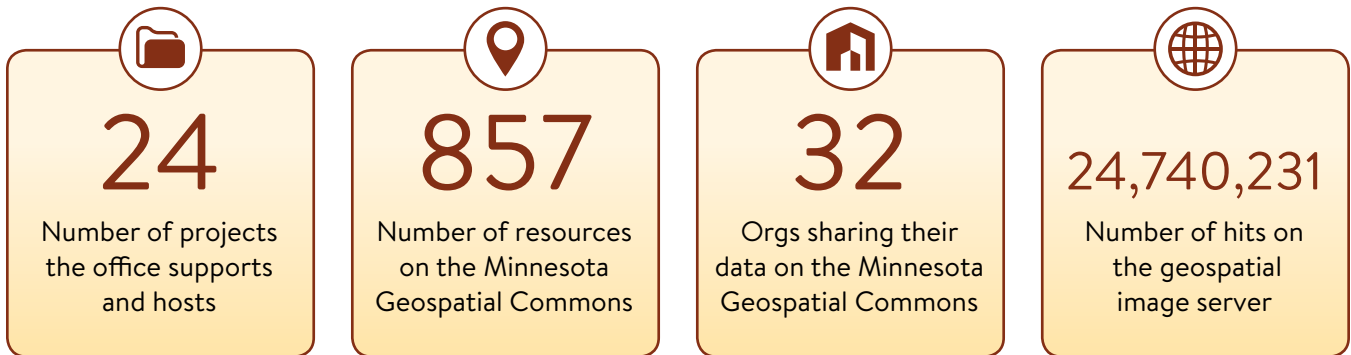 24
Number of projects
the office supports
and hosts
857
Number of resources
on the Minnesota
Geospatial Commons
32
Orgs sharing their
data on the Minnesota
Geospatial Commons
24,740,231
Number of hits on
the geospatial
image server